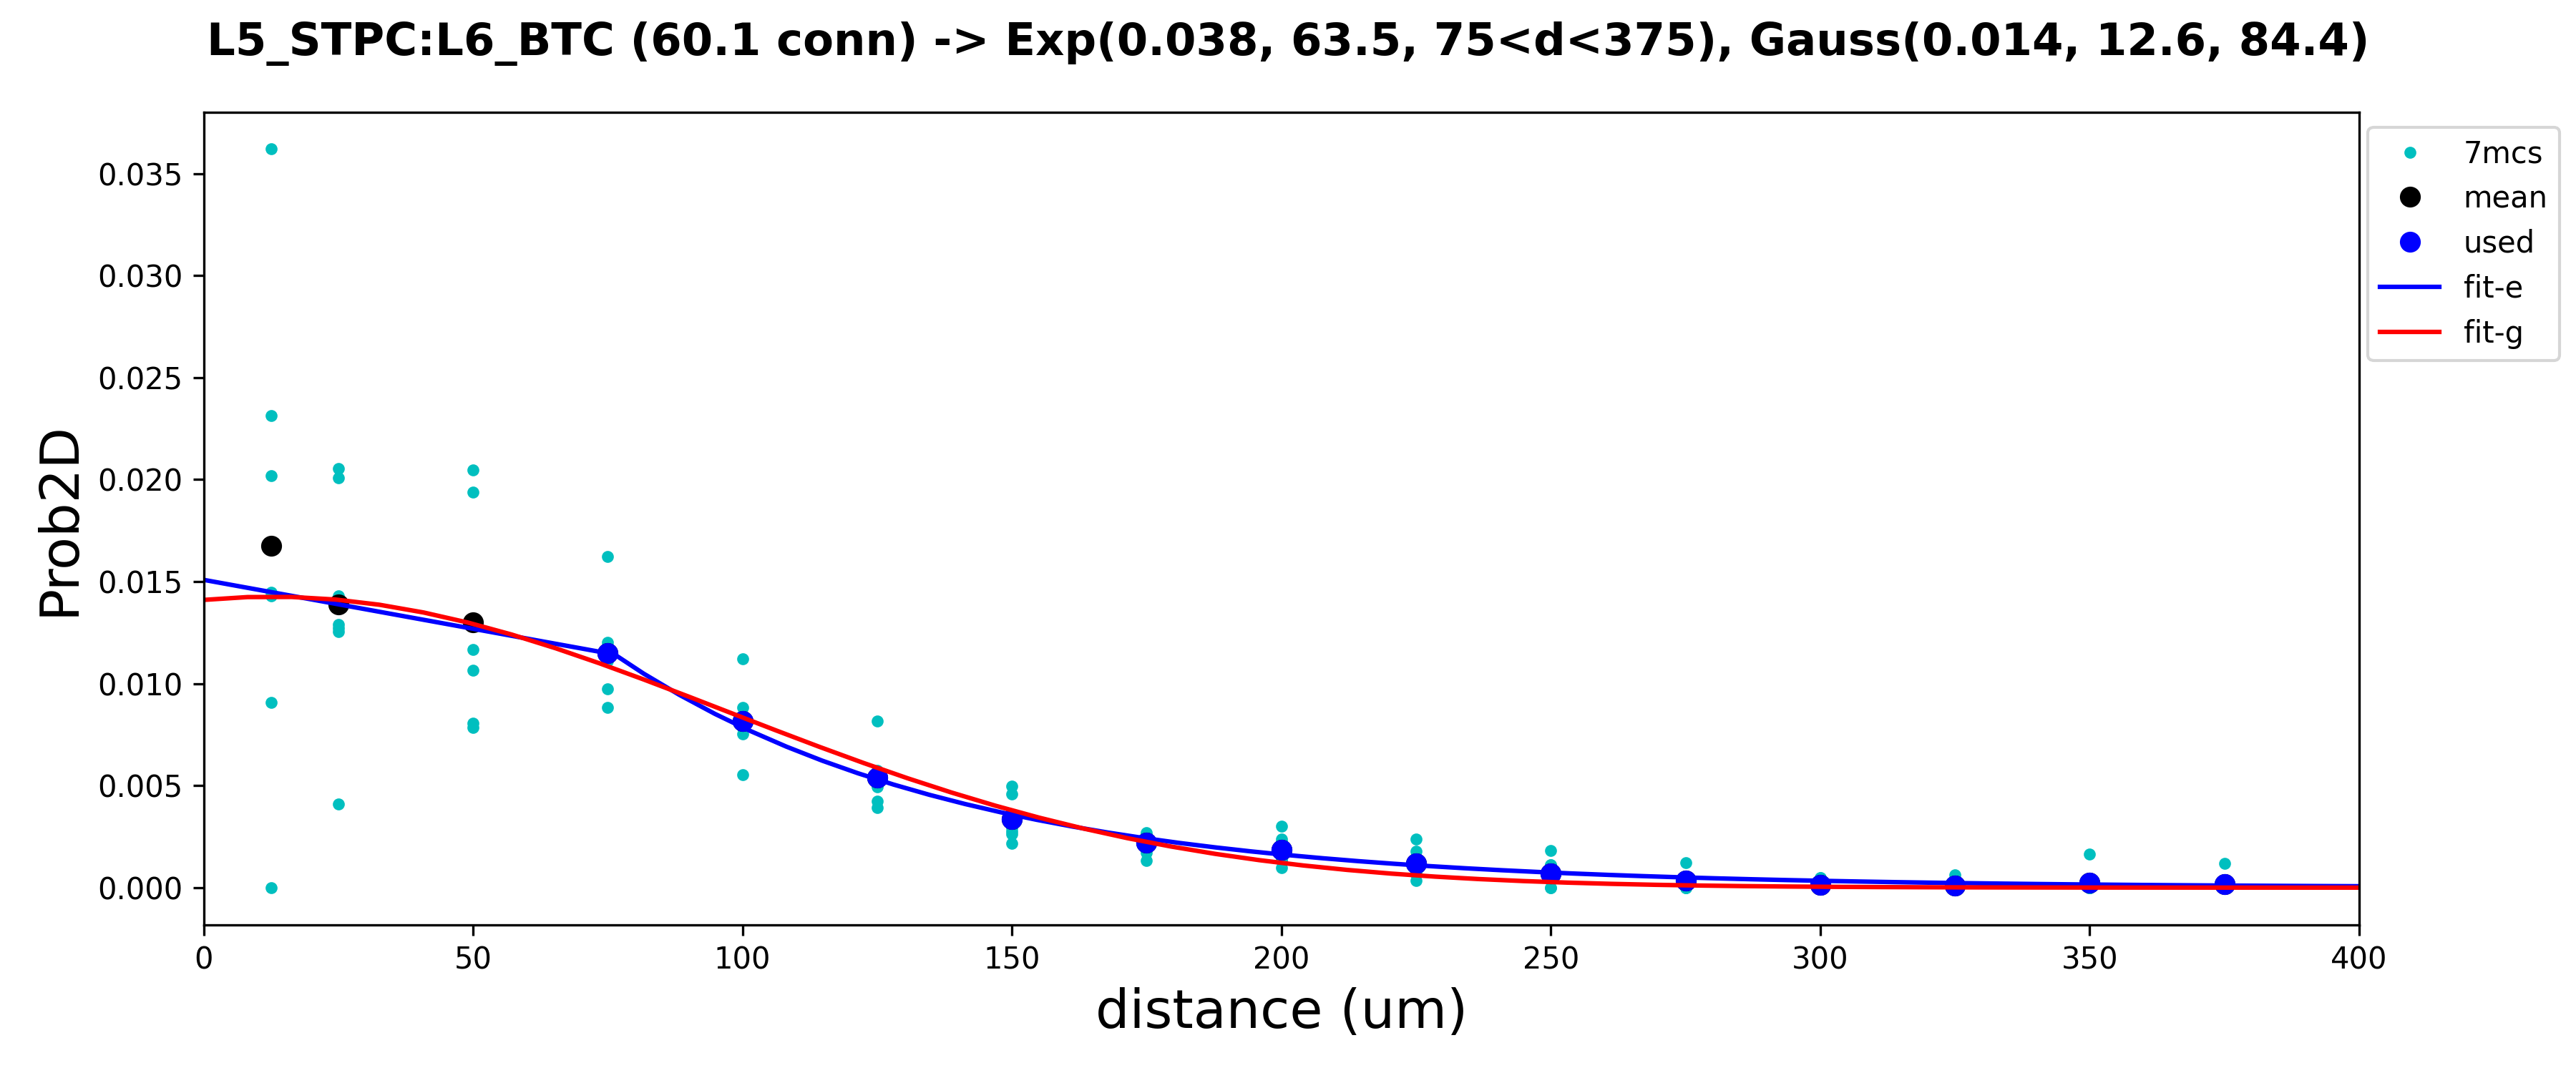 L5_STPC:L6_BTC (60.1 conn) -> Exp(0.038, 63.5, 75<d<375), Gauss(0.014, 12.6, 84.4)
7mcs
mean
used
fit-e
fit-g
Prob2D
0.035
0.030
0.025
0.020
0.015
0.010
0.005
0.000
0 50 100 150 200 250 300 350 400
distance (um)